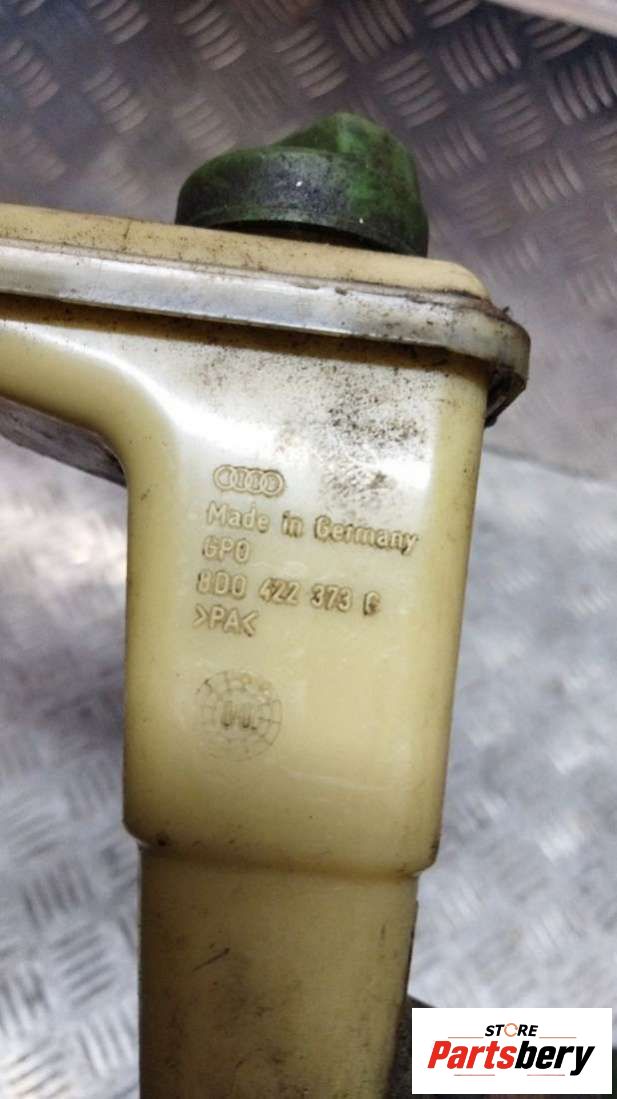 Made in Germany
GPO
8D0 422 373
>PA<
STORE
Partsbery